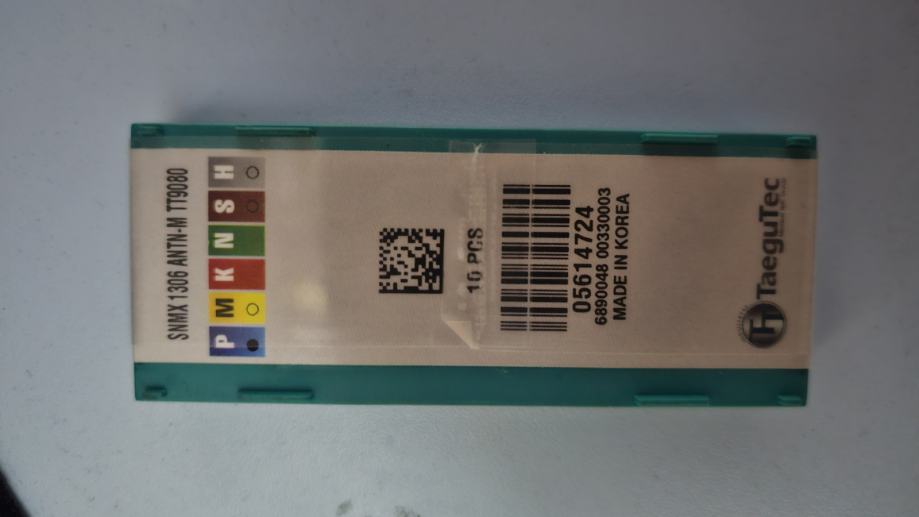 SNMX 1306 ANTN-M TT9080
P M K N S H
10 PCS
05614724
6890048 00330003
MADE IN KOREA
TaeguTec